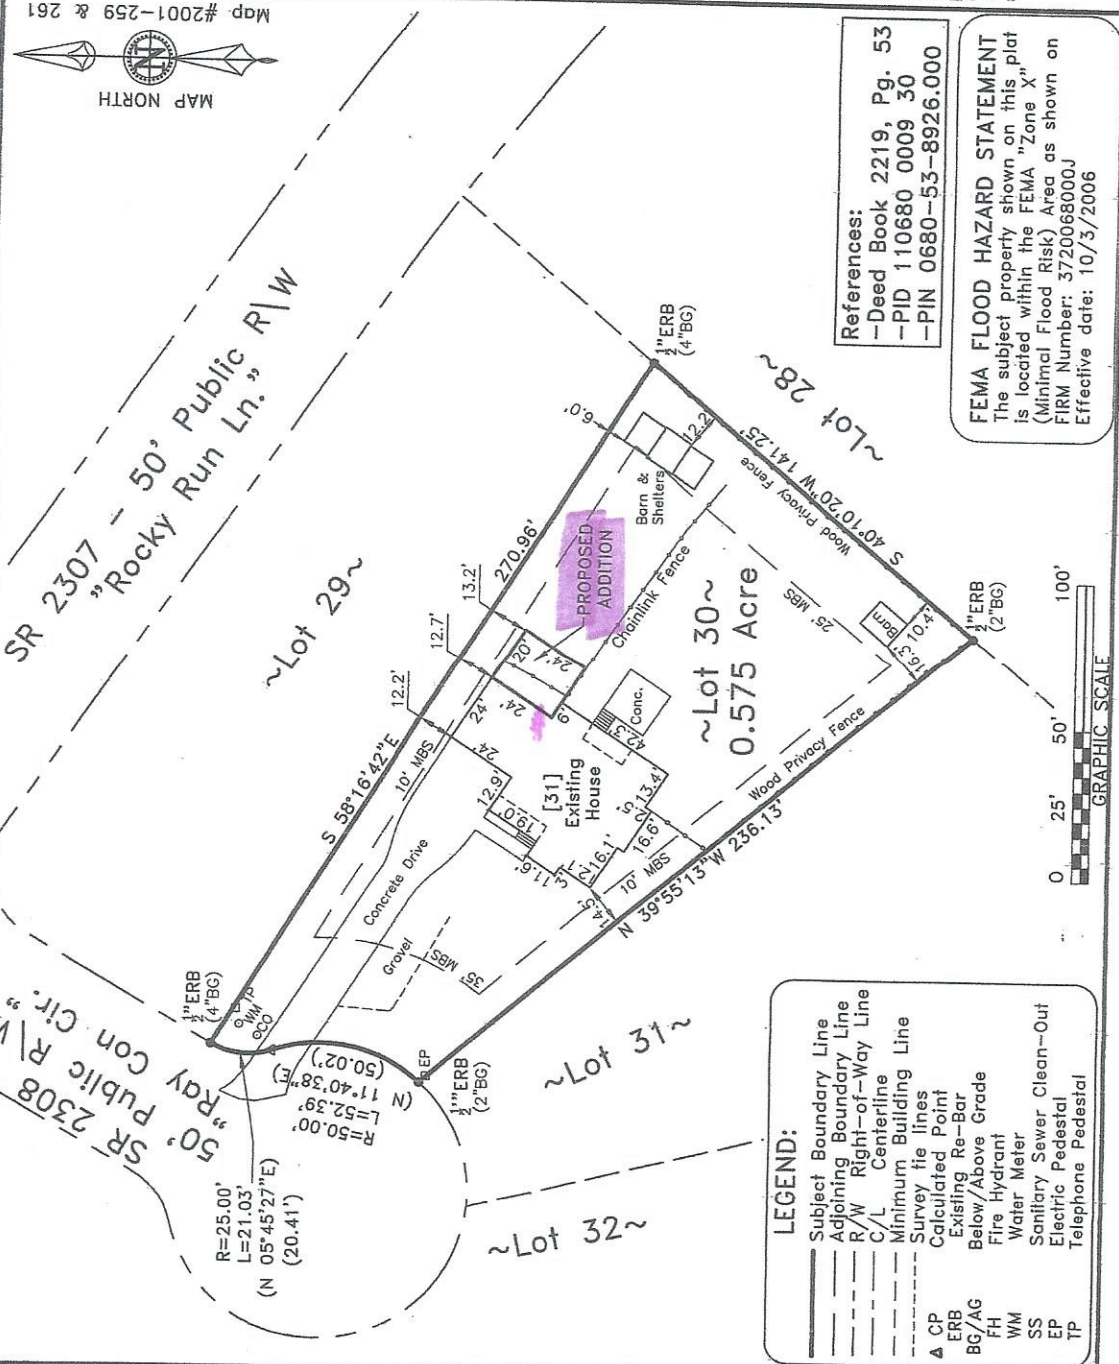 Map #2001-259 & 261
MAP NORTH
N
SR 2307 - 50' Public R\W
"Rocky Run Ln."
~Lot 29~
SR 2308
50' Public R\
"Ray Con Cir."
R=25.00'
L=21.03'
(N 05°45'27"E)
(20.41')
R=50.00'
L=52.39'
(N 11°40'38"E)
(50.02')
½"ERB
(4"BG)
TP
WM
CO
EP
½"ERB
(2"BG)
S 58°16'42"E
270.96'
12.2'
12.7'
13.2'
6.0'
½"ERB
(4"BG)
10' MBS
Concrete Drive
Gravel
35' MBS
24'
24'
24'
20'
24'
6.9'
PROPOSED
ADDITION
Barn &
Shelters
12.2'
Chainlink Fence
[31]
Existing
House
12.9'
19.0'
11.6'
3.5'
2.1'
16.1'
16.6'
2.5'
13.4'
42.3'
Conc.
14.5'
10' MBS
~Lot 30~
0.575 Acre
25' MBS
Barn
16.3'
10.4'
Wood Privacy Fence
S 40°10'20"W 141.25'
~Lot 28~
Wood Privacy Fence
N 39°55'13"W 236.13'
½"ERB
(2"BG)
~Lot 31~
~Lot 32~
References:
-Deed Book 2219, Pg. 53
-PID 110680 0009 30
-PIN 0680-53-8926.000
FEMA FLOOD HAZARD STATEMENT
The subject property shown on this plat
is located within the FEMA "Zone X"
(Minimal Flood Risk) Area as shown on
FIRM Number: 3720068000J
Effective date: 10/3/2006
0 25' 50' 100'
GRAPHIC SCALE
LEGEND:
Subject Boundary Line
Adjoining Boundary Line
R/W Right-of-Way Line
C/L Centerline
Minimum Building Line
Survey tie lines
CP Calculated Point
ERB Existing Re-Bar
BG/AG Below/Above Grade
FH Fire Hydrant
WM Water Meter
SS Sanitary Sewer Clean-Out
EP Electric Pedestal
TP Telephone Pedestal